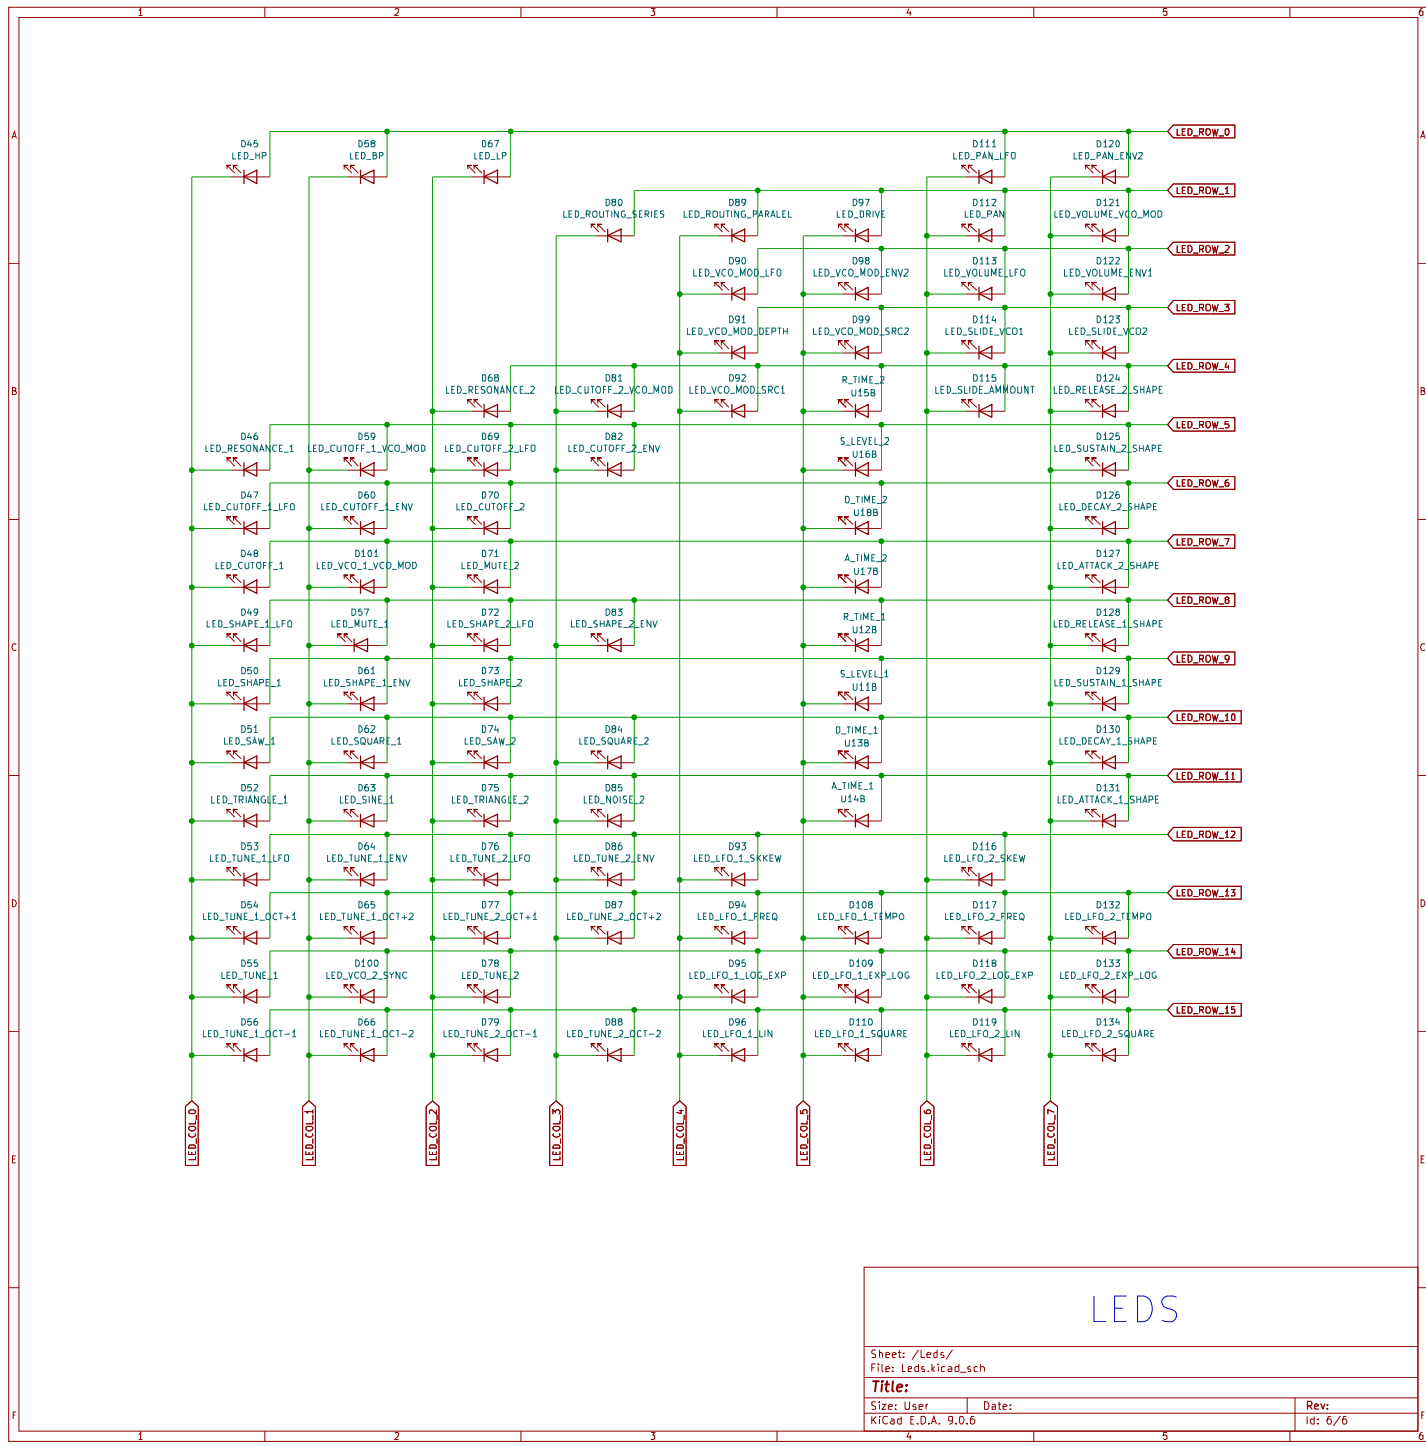 1 2 3 4 5 6
A A
D45 D58 D67 D111 D120
LED_HP LED_BP LED_LP LED_PAN_LFO LED_PAN_ENV2
LED_ROW_0
D80 D89 D97 D112 D121
LED_ROUTING_SERIES LED_ROUTING_PARALEL LED_DRIVE LED_PAN LED_VOLUME_VCO_MOD
LED_ROW_1
D90 D98 D113 D122
LED_VCO_MOD_LFO LED_VCO_MOD_ENV2 LED_VOLUME_LFO LED_VOLUME_ENV1
LED_ROW_2
D91 D99 D114 D123
LED_VCO_MOD_DEPTH LED_VCO_MOD_SRC2 LED_SLIDE_VCO1 LED_SLIDE_VCO2
LED_ROW_3
B B
D68 D81 D92 R_TIME_2 D115 D124
LED_RESONANCE_2 LED_CUTOFF_2_VCO_MOD LED_VCO_MOD_SRC1 U15B LED_SLIDE_AMMOUNT LED_RELEASE_2_SHAPE
LED_ROW_4
D46 D59 D69 D82 S_LEVEL_2 D125
LED_RESONANCE_1 LED_CUTOFF_1_VCO_MOD LED_CUTOFF_2_LFO LED_CUTOFF_2_ENV U16B LED_SUSTAIN_2_SHAPE
LED_ROW_5
D47 D60 D70 D_TIME_2 D126
LED_CUTOFF_1_LFO LED_CUTOFF_1_ENV LED_CUTOFF_2 U18B LED_DECAY_2_SHAPE
LED_ROW_6
D48 D101 D71 A_TIME_2 D127
LED_CUTOFF_1 LED_VCO_1_VCO_MOD LED_MUTE_2 U17B LED_ATTACK_2_SHAPE
LED_ROW_7
C C
D49 D57 D72 D83 R_TIME_1 D128
LED_SHAPE_1_LFO LED_MUTE_1 LED_SHAPE_2_LFO LED_SHAPE_2_ENV U12B LED_RELEASE_1_SHAPE
LED_ROW_8
D50 D61 D73 S_LEVEL_1 D129
LED_SHAPE_1 LED_SHAPE_1_ENV LED_SHAPE_2 U11B LED_SUSTAIN_1_SHAPE
LED_ROW_9
D51 D62 D74 D84 D_TIME_1 D130
LED_SAW_1 LED_SQUARE_1 LED_SAW_2 LED_SQUARE_2 U13B LED_DECAY_1_SHAPE
LED_ROW_10
D52 D63 D75 D85 A_TIME_1 D131
LED_TRIANGLE_1 LED_SINE_1 LED_TRIANGLE_2 LED_NOISE_2 U14B LED_ATTACK_1_SHAPE
LED_ROW_11
D53 D64 D76 D86 D93 D116
LED_TUNE_1_LFO LED_TUNE_1_ENV LED_TUNE_2_LFO LED_TUNE_2_ENV LED_LFO_1_SKKEW LED_LFO_2_SKEW
LED_ROW_12
D D
D54 D65 D77 D87 D94 D108 D117 D132
LED_TUNE_1_OCT+1 LED_TUNE_1_OCT+2 LED_TUNE_2_OCT+1 LED_TUNE_2_OCT+2 LED_LFO_1_FREQ LED_LFO_1_TEMPO LED_LFO_2_FREQ LED_LFO_2_TEMPO
LED_ROW_13
D55 D100 D78 D95 D109 D118 D133
LED_TUNE_1 LED_VCO_2_SYNC LED_TUNE_2 LED_LFO_1_LOG_EXP LED_LFO_1_EXP_LOG LED_LFO_2_LOG_EXP LED_LFO_2_EXP_LOG
LED_ROW_14
D56 D66 D79 D88 D96 D110 D119 D134
LED_TUNE_1_OCT-1 LED_TUNE_1_OCT-2 LED_TUNE_2_OCT-1 LED_TUNE_2_OCT-2 LED_LFO_1_LIN LED_LFO_1_SQUARE LED_LFO_2_LIN LED_LFO_2_SQUARE
LED_ROW_15
LED_COL_0 LED_COL_1 LED_COL_2 LED_COL_3 LED_COL_4 LED_COL_5 LED_COL_6 LED_COL_7
E E
LEDS
Sheet: /Leds/
File: Leds.kicad_sch
Title:
Size: User Date: Rev:
KiCad E.D.A. 9.0.6 Id: 6/6
F F
1 2 3 4 5 6